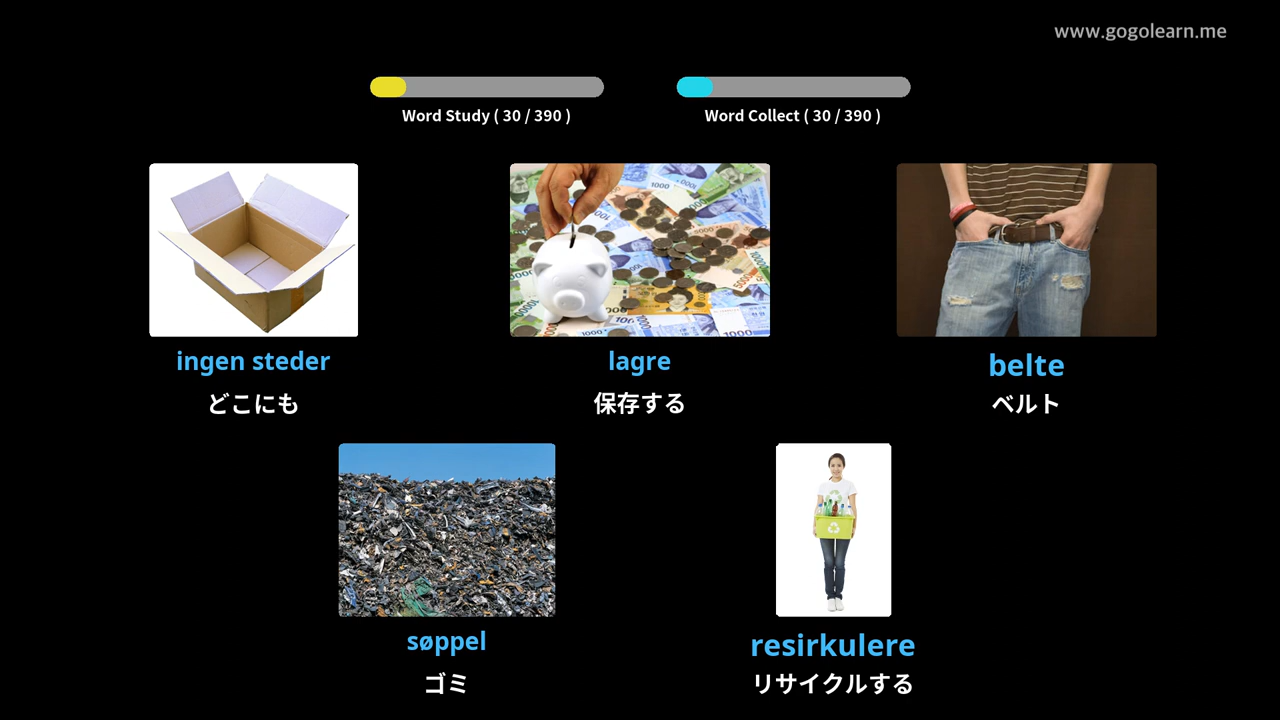 www.gogolearn.me
Word Study ( 30 / 390 )
Word Collect ( 30 / 390 )
ingen steder
どこにも
lagre
保存する
belte
ベルト
søppel
ゴミ
resirkulere
リサイクルする